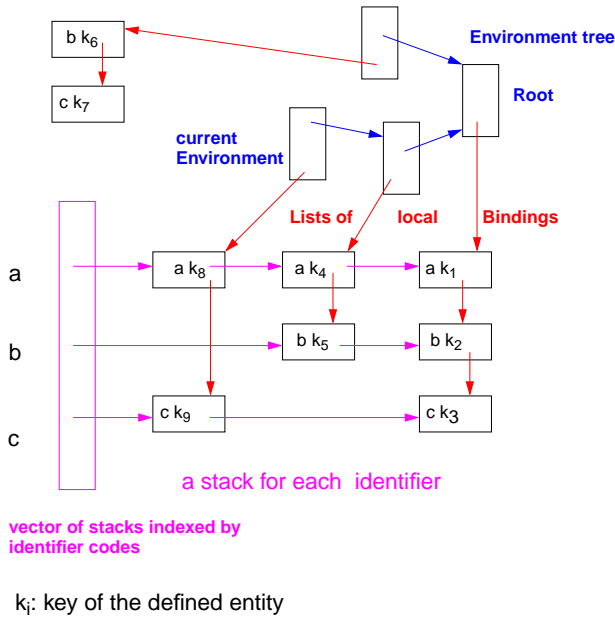 b k₆
Environment tree
c k₇
Root
current
Environment
Lists of local Bindings
a
a k₈
a k₄
a k₁
b
b k₅
b k₂
c
c k₉
c k₃
a stack for each identifier
vector of stacks indexed by
identifier codes
kᵢ: key of the defined entity